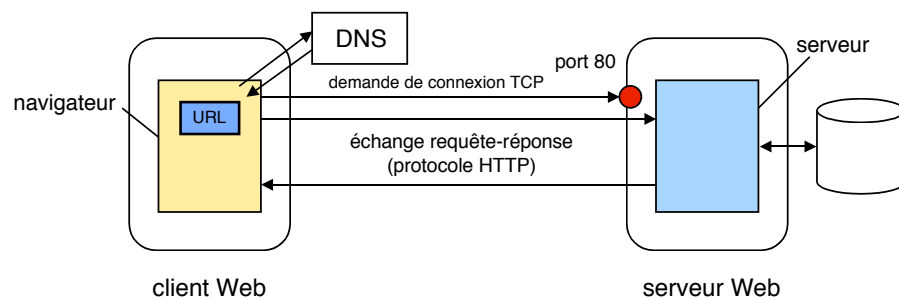 DNS
serveur
port 80
demande de connexion TCP
navigateur
URL
échange requête-réponse
(protocole HTTP)
client Web
serveur Web